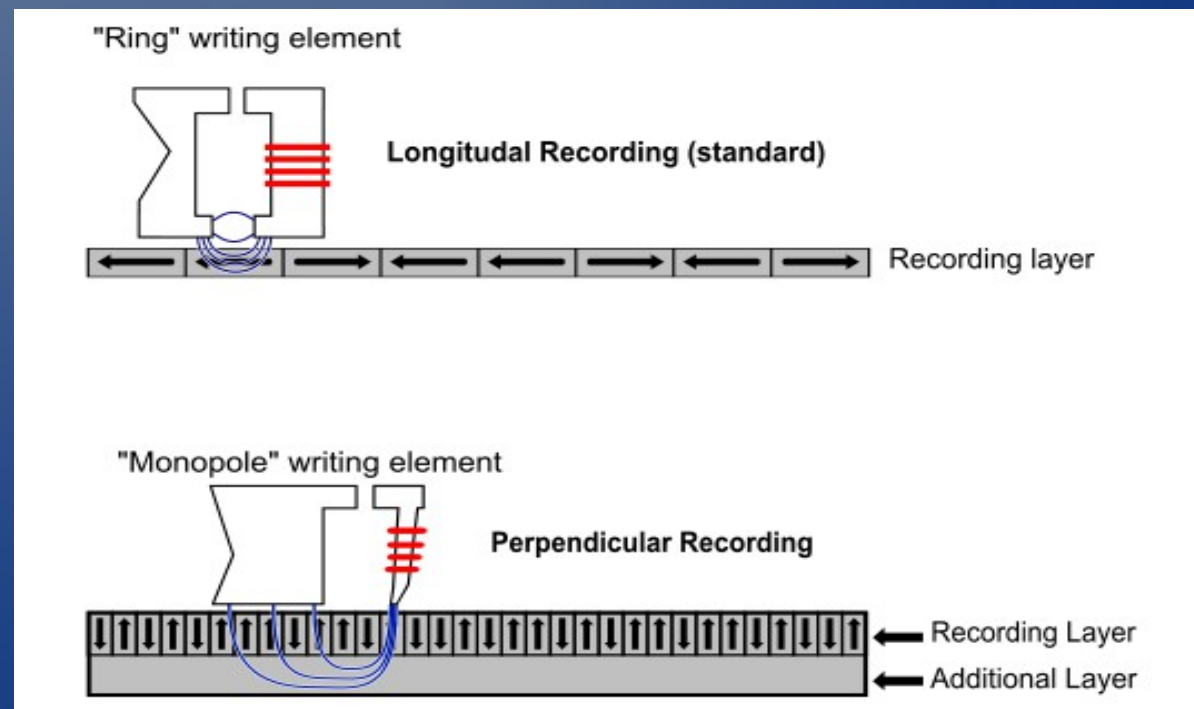 "Ring" writing element
Longitudal Recording (standard)
Recording layer
"Monopole" writing element
Perpendicular Recording
Recording Layer
Additional Layer